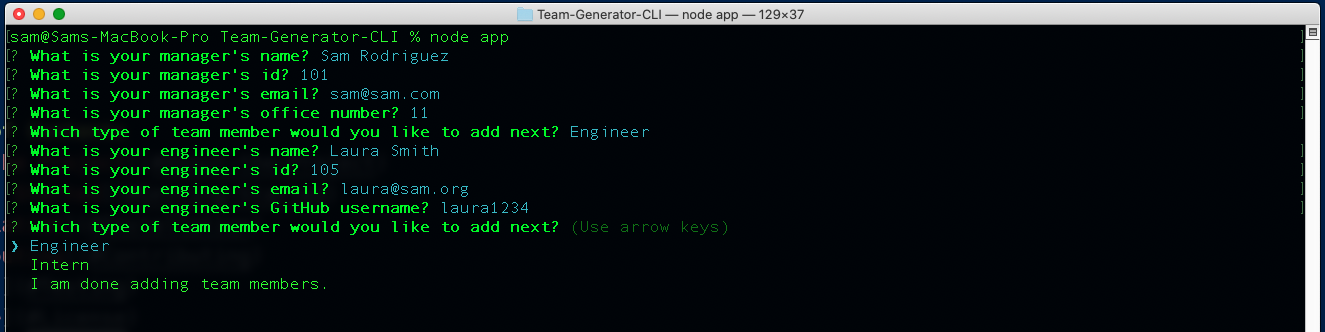 Team-Generator-CLI — node app — 129×37
[sam@Sams-MacBook-Pro Team-Generator-CLI % node app ]
[? What is your manager's name? Sam Rodriguez ]
[? What is your manager's id? 101 ]
[? What is your manager's email? sam@sam.com ]
[? What is your manager's office number? 11 ]
? Which type of team member would you like to add next? Engineer
[? What is your engineer's name? Laura Smith ]
[? What is your engineer's id? 105 ]
[? What is your engineer's email? laura@sam.org ]
[? What is your engineer's GitHub username? laura1234 ]
? Which type of team member would you like to add next? (Use arrow keys)
❯ Engineer
Intern
I am done adding team members.